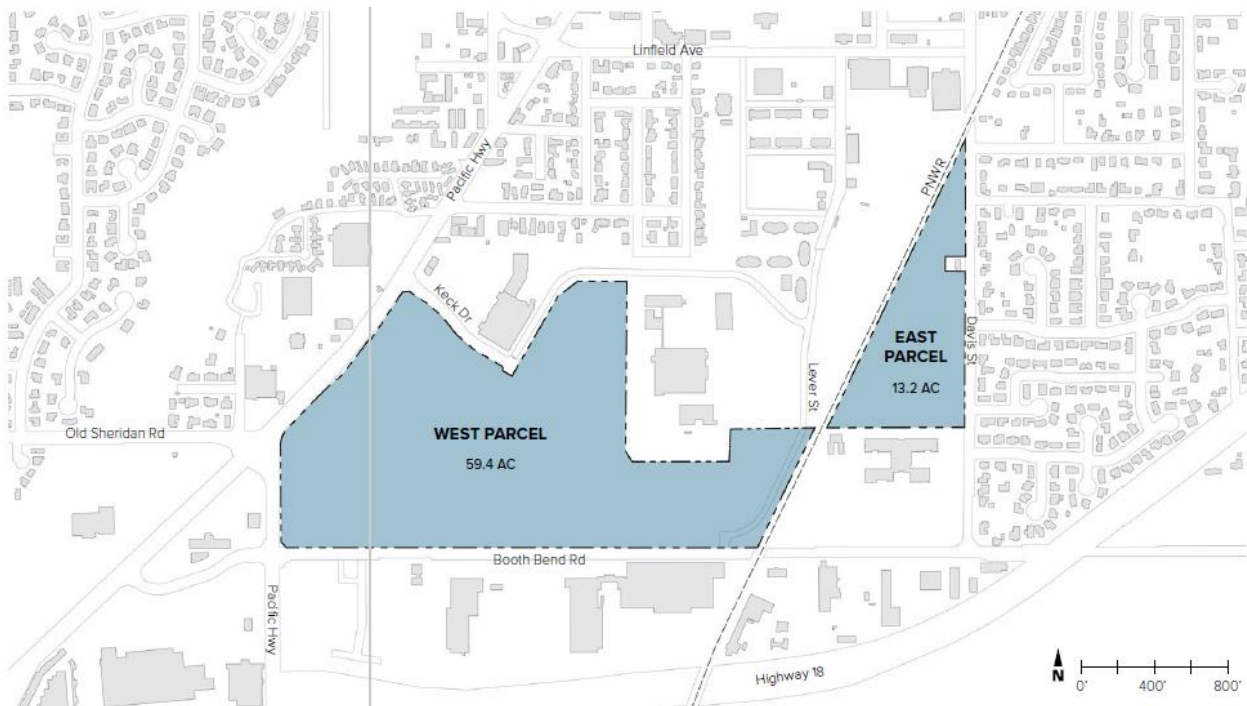 Linfield Ave
Pacific Hwy
PNWR
Keck Dr
EAST
PARCEL
13.2 AC
Davis St
Lever St
Old Sheridan Rd
WEST PARCEL
59.4 AC
Booth Bend Rd
Pacific Hwy
Highway 18
N
0' 400' 800'